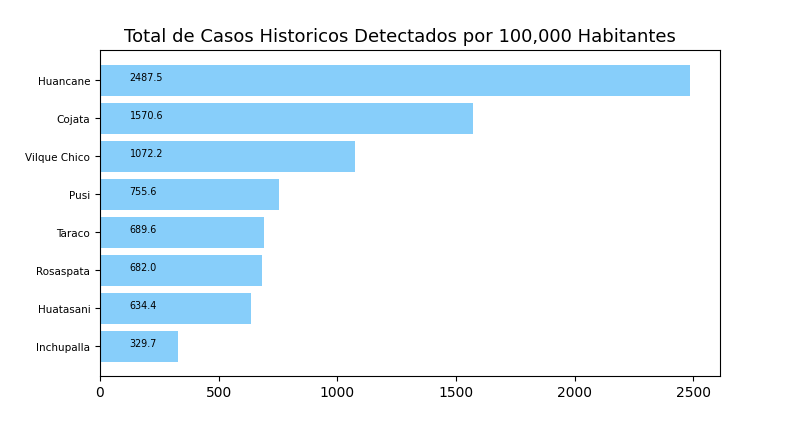 Total de Casos Historicos Detectados por 100,000 Habitantes
Huancane 2487.5
Cojata 1570.6
Vilque Chico 1072.2
Pusi 755.6
Taraco 689.6
Rosaspata 682.0
Huatasani 634.4
Inchupalla 329.7
0 500 1000 1500 2000 2500